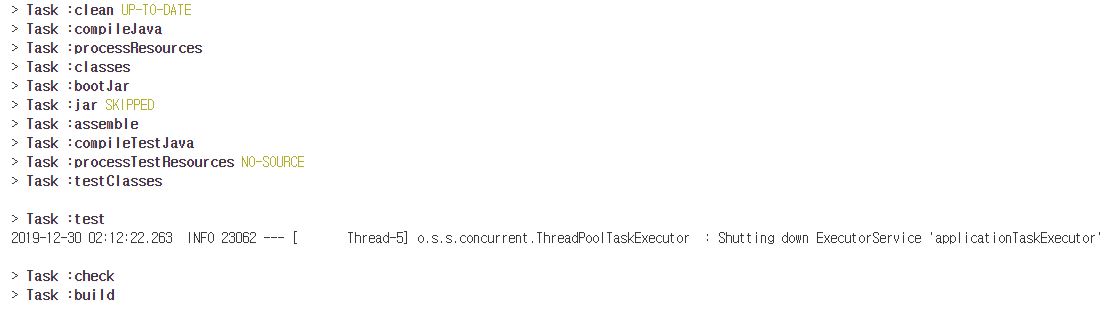 > Task :clean UP-TO-DATE
> Task :compileJava
> Task :processResources
> Task :classes
> Task :bootJar
> Task :jar SKIPPED
> Task :assemble
> Task :compileTestJava
> Task :processTestResources NO-SOURCE
> Task :testClasses

> Task :test
2019-12-30 02:12:22.263  INFO 23062 --- [       Thread-5] o.s.s.concurrent.ThreadPoolTaskExecutor  : Shutting down ExecutorService 'applicationTaskExecutor'

> Task :check
> Task :build